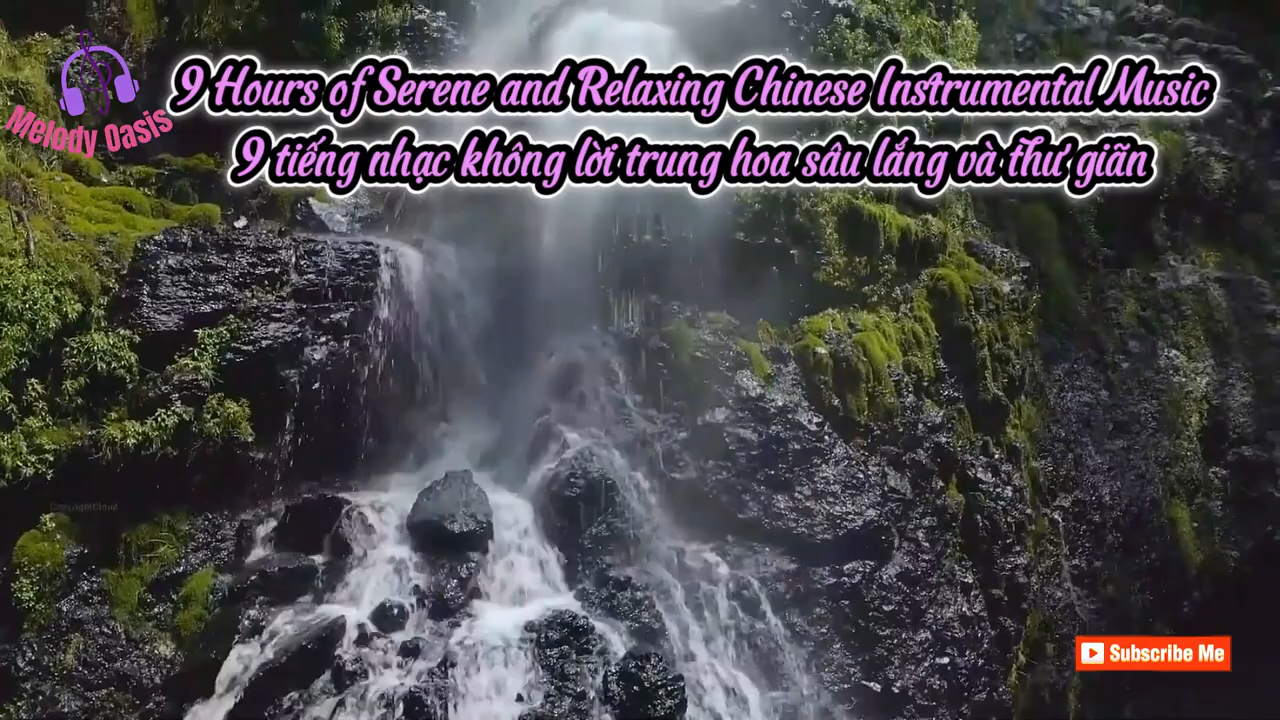 9 Hours of Serene and Relaxing Chinese Instrumental Music
9 tiếng nhạc không lời trung hoa sâu lắng và thư giãn
Melody Oasis
CopyrightCloud
Subscribe Me